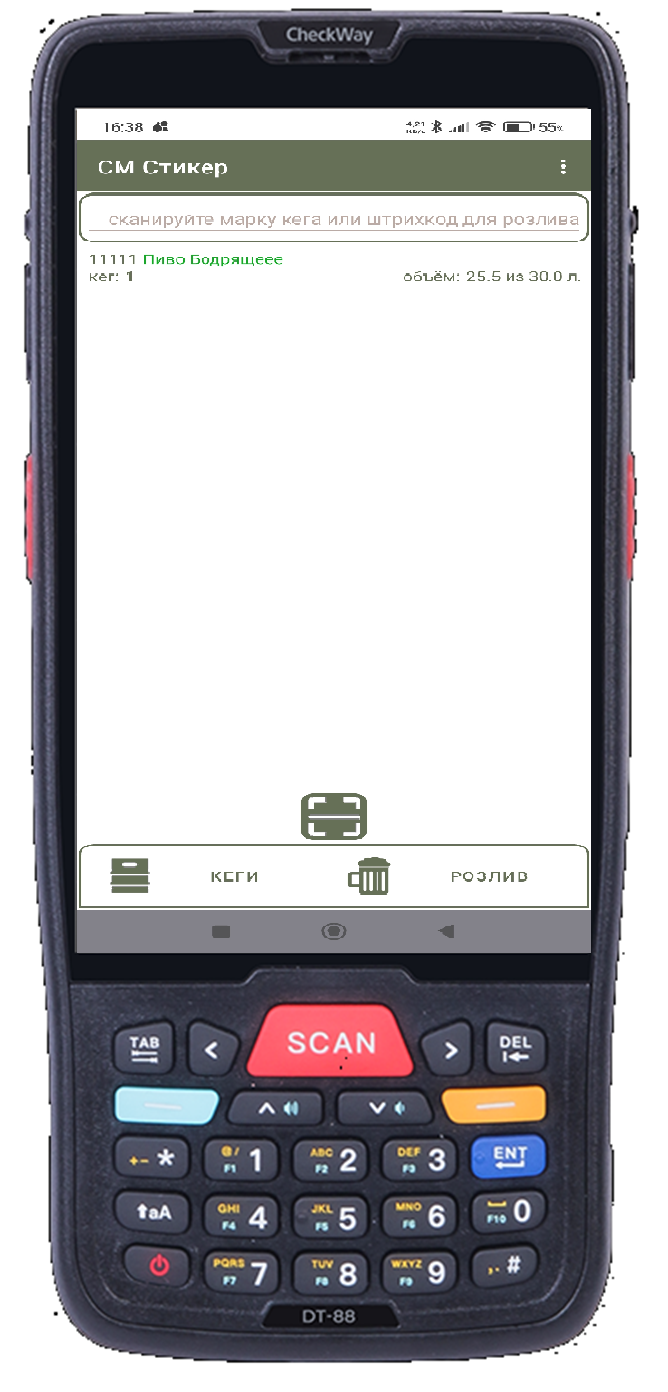 CheckWay
16:38 55%
СМ Стикер
сканируйте марку кега или штрихкод для розлива
11111 Пиво Бодрящеее
кег: 1 объём: 25.5 из 30.0 л.
КЕГИ РОЗЛИВ
TAB < SCAN > DEL
+- * @/ F1 1 ABC F2 2 DEF F3 3 ENT
aA GHI F4 4 JKL F5 5 MNO F6 6 F10 0
PQRS F7 7 TUV F8 8 WXYZ F9 9 ,. #
DT-88